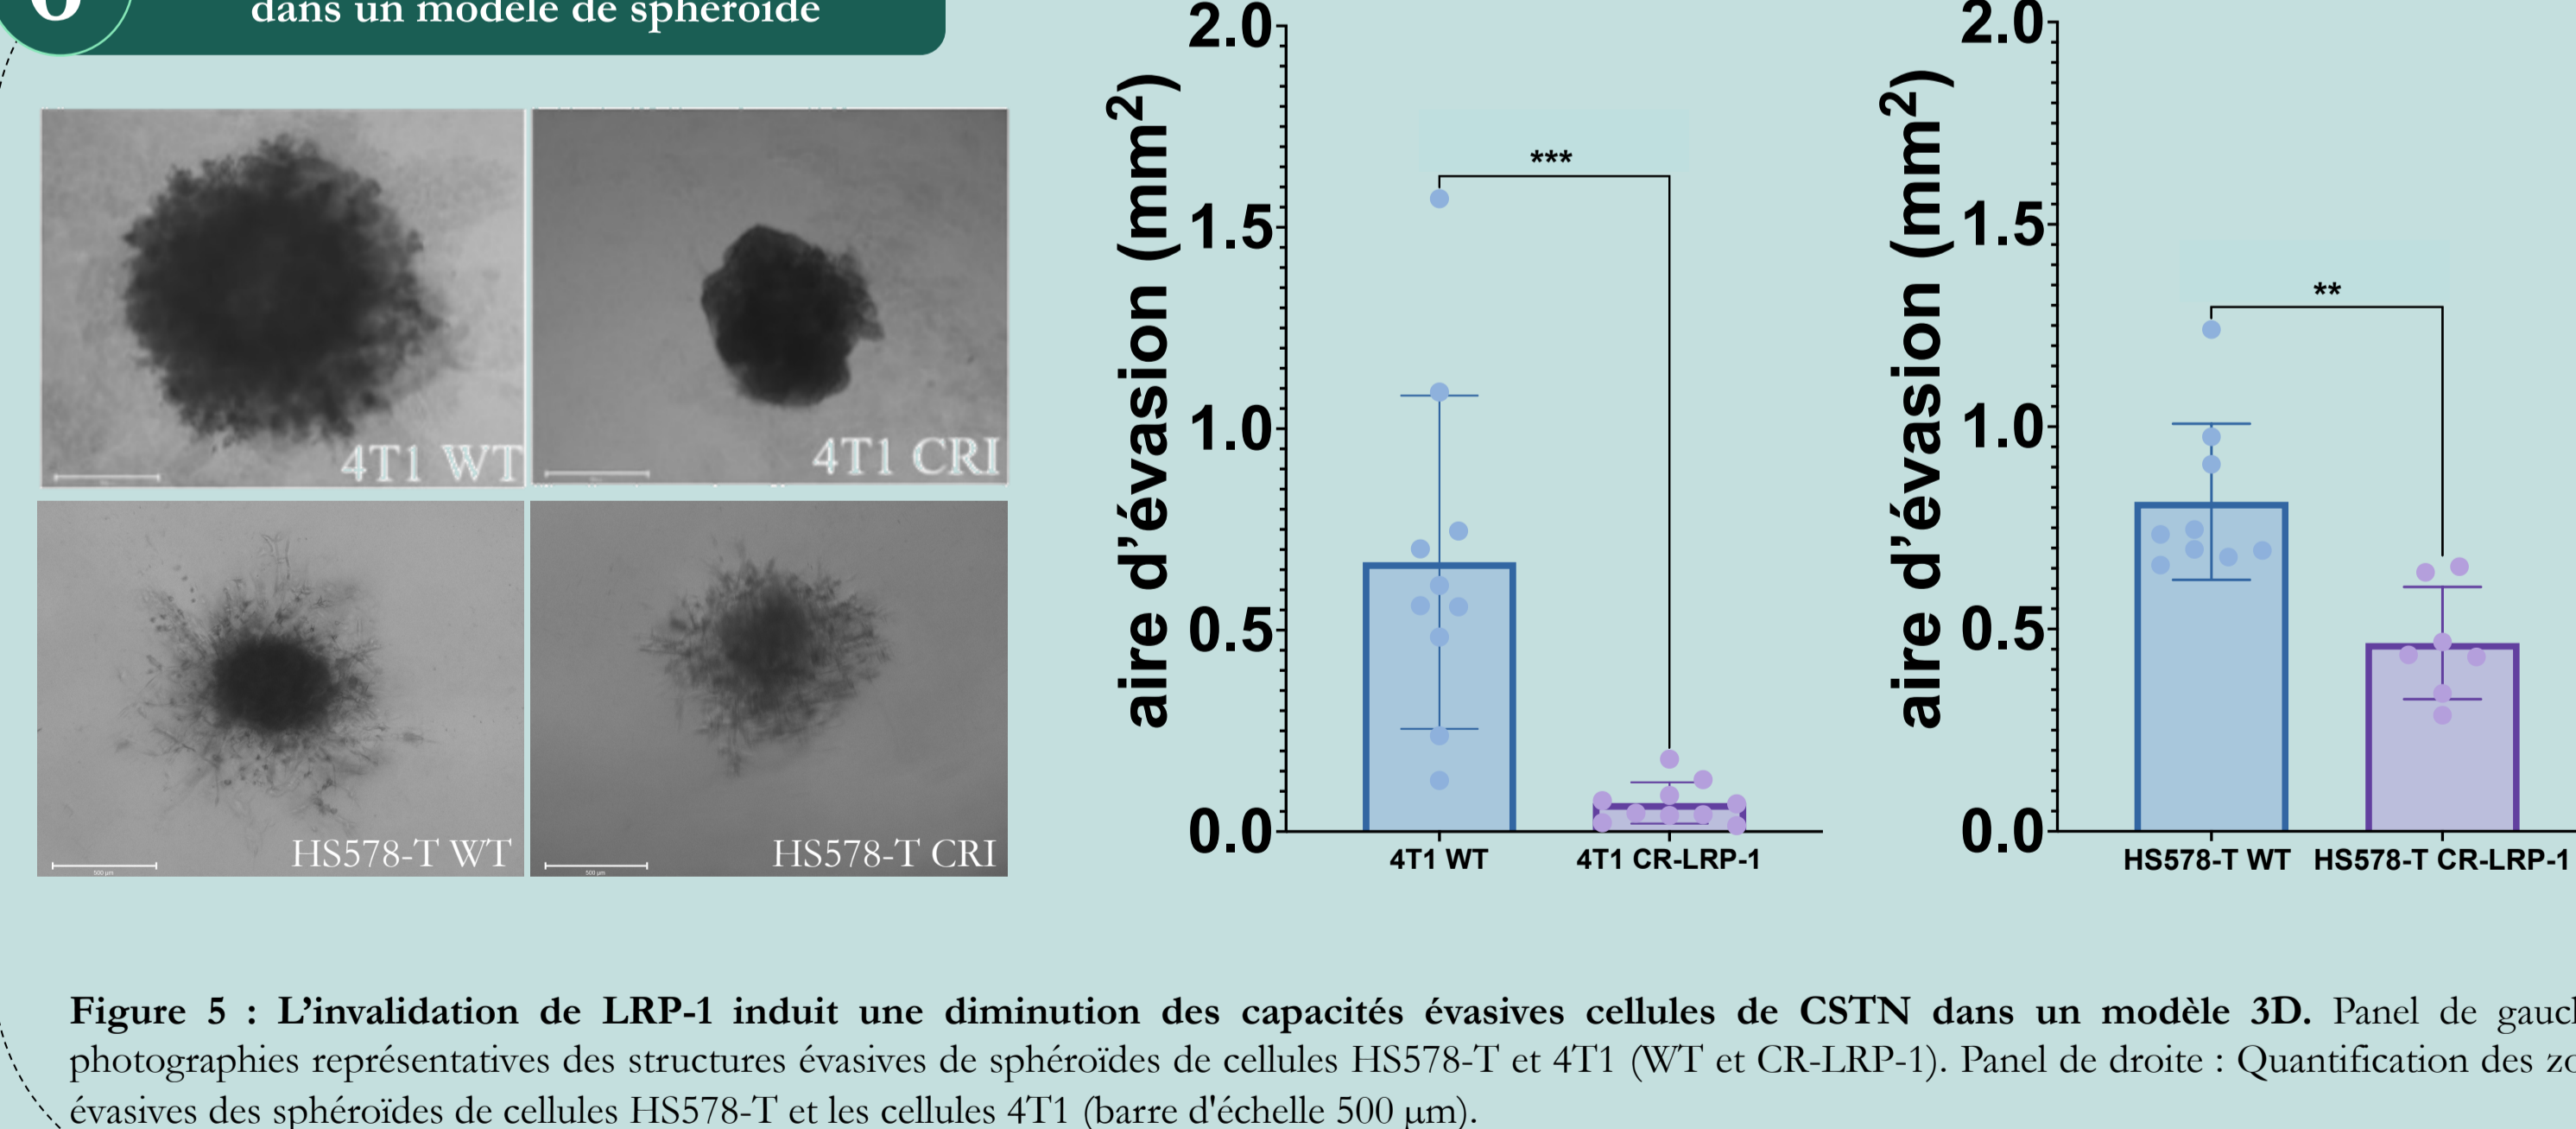 6
dans un modèle de sphéroïde
4T1 WT
4T1 CRI
HS578-T WT
500 µm
HS578-T CRI
500 µm
aire d’évasion (mm²)
2.0
1.5
1.0
0.5
0.0
***
4T1 WT
4T1 CR-LRP-1
aire d’évasion (mm²)
2.0
1.5
1.0
0.5
0.0
**
HS578-T WT
HS578-T CR-LRP-1
Figure 5 : L’invalidation de LRP-1 induit une diminution des capacités évasives cellules de CSTN dans un modèle 3D. Panel de gauc
photographies représentatives des structures évasives de sphéroïdes de cellules HS578-T et 4T1 (WT et CR-LRP-1). Panel de droite : Quantification des zo
évasives des sphéroïdes de cellules HS578-T et les cellules 4T1 (barre d'échelle 500 µm).